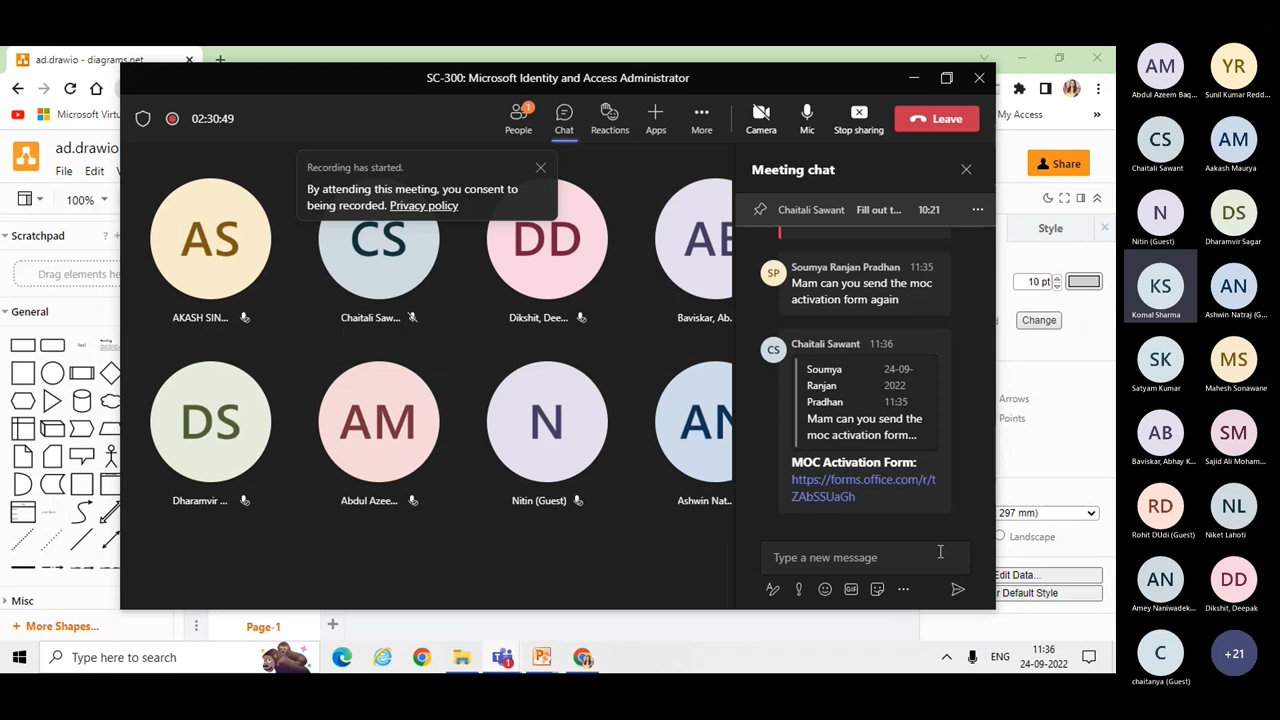 ad.drawio - diagrams.net
SC-300: Microsoft Identity and Access Administrator
Microsoft Virtu
My Access
02:30:49
1
People
Chat
Reactions
Apps
More
Camera
Mic
Stop sharing
Leave
ad.drawio
File Edit
Share
100%
Recording has started.
By attending this meeting, you consent to
being recorded. Privacy policy
Meeting chat
Chaitali Sawant Fill out t... 10:21
Scratchpad
Drag elements he
General
Text
Misc
+ More Shapes...
AS
AKASH SIN...
CS
Chaitali Saw...
DD
Dikshit, Dee...
AB
Baviskar, Ab.
DS
Dharamvir ...
AM
Abdul Azee...
N
Nitin (Guest)
AN
Ashwin Nat..
SP
Soumya Ranjan Pradhan 11:35
Mam can you send the moc
activation form again
CS
Chaitali Sawant 11:36
Soumya 24-09-
Ranjan 2022
Pradhan 11:35
Mam can you send the
moc activation form...
MOC Activation Form:
https://forms.office.com/r/t
ZAbSSUaGh
Type a new message
GIF
Style
10 pt
Change
Arrows
Points
297 mm)
Landscape
Edit Data...
r Default Style
Page-1
Type here to search
ENG
11:36
24-09-2022
AM
Abdul Azeem Baq...
YR
Sunil Kumar Redd...
CS
Chaitali Sawant
AM
Aakash Maurya
N
Nitin (Guest)
DS
Dharamvir Sagar
KS
Komal Sharma
AN
Ashwin Natraj (G...
SK
Satyam Kumar
MS
Mahesh Sonawane
AB
Baviskar, Abhay K...
SM
Sajid Ali Moham...
RD
Rohit DUdi (Guest)
NL
Niket Lahoti
AN
Amey Naniwadek...
DD
Dikshit, Deepak
C
chaitanya (Guest)
+21